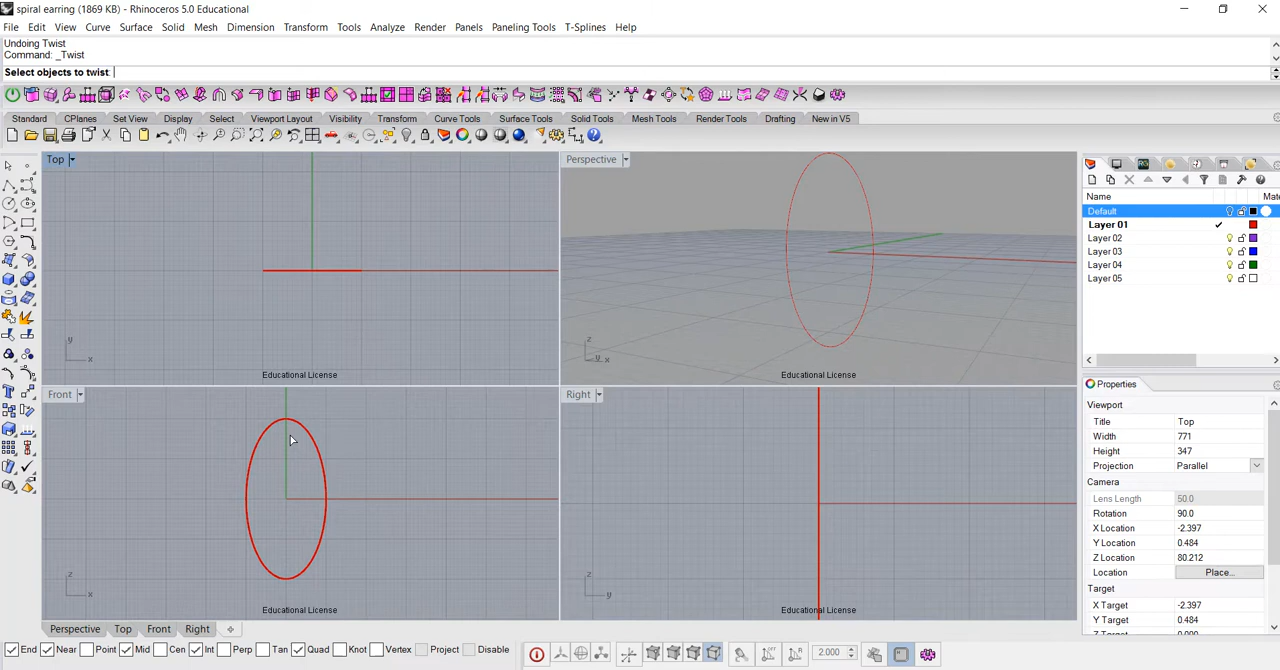 spiral earring (1869 KB) - Rhinoceros 5.0 Educational
File Edit View Curve Surface Solid Mesh Dimension Transform Tools Analyze Render Panels Paneling Tools T-Splines Help
Undoing Twist
Command: _Twist
Select objects to twist:
Standard CPlanes Set View Display Select Viewport Layout Visibility Transform Curve Tools Surface Tools Solid Tools Mesh Tools Render Tools Drafting New in V5
Top
Perspective
Name Mate
Default
Layer 01
Layer 02
Layer 03
Layer 04
Layer 05
y
x
z
y x
Educational License
Educational License
Properties
Front
Right
Viewport
Title Top
Width 771
Height 347
Projection Parallel
Camera
Lens Length 50.0
Rotation 90.0
X Location -2.397
Y Location 0.484
Z Location 80.212
Location Place...
Target
X Target -2.397
Y Target 0.484
Z Target 0.000
z
x
z
y
Educational License
Educational License
Perspective Top Front Right
End Near Point Mid Cen Int Perp Tan Quad Knot Vertex Project Disable
2.000